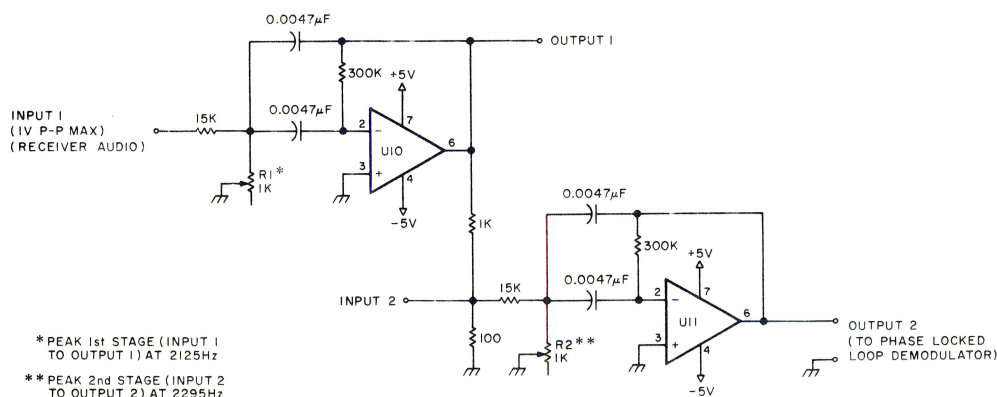 0.0047µF
OUTPUT 1
300K
+5V
0.0047µF
INPUT 1
(1V P-P MAX)
(RECEIVER AUDIO)
15K
2
-
7
U10
6
3
+
4
R1*
1K
-5V
0.0047µF
1K
300K
+5V
0.0047µF
INPUT 2
15K
2
-
7
U11
6
3
+
4
100
R2**
1K
-5V
OUTPUT 2
(TO PHASE LOCKED
LOOP DEMODULATOR)
*PEAK 1st STAGE (INPUT 1
TO OUTPUT 1) AT 2125Hz
**PEAK 2nd STAGE (INPUT 2
TO OUTPUT 2) AT 2295Hz